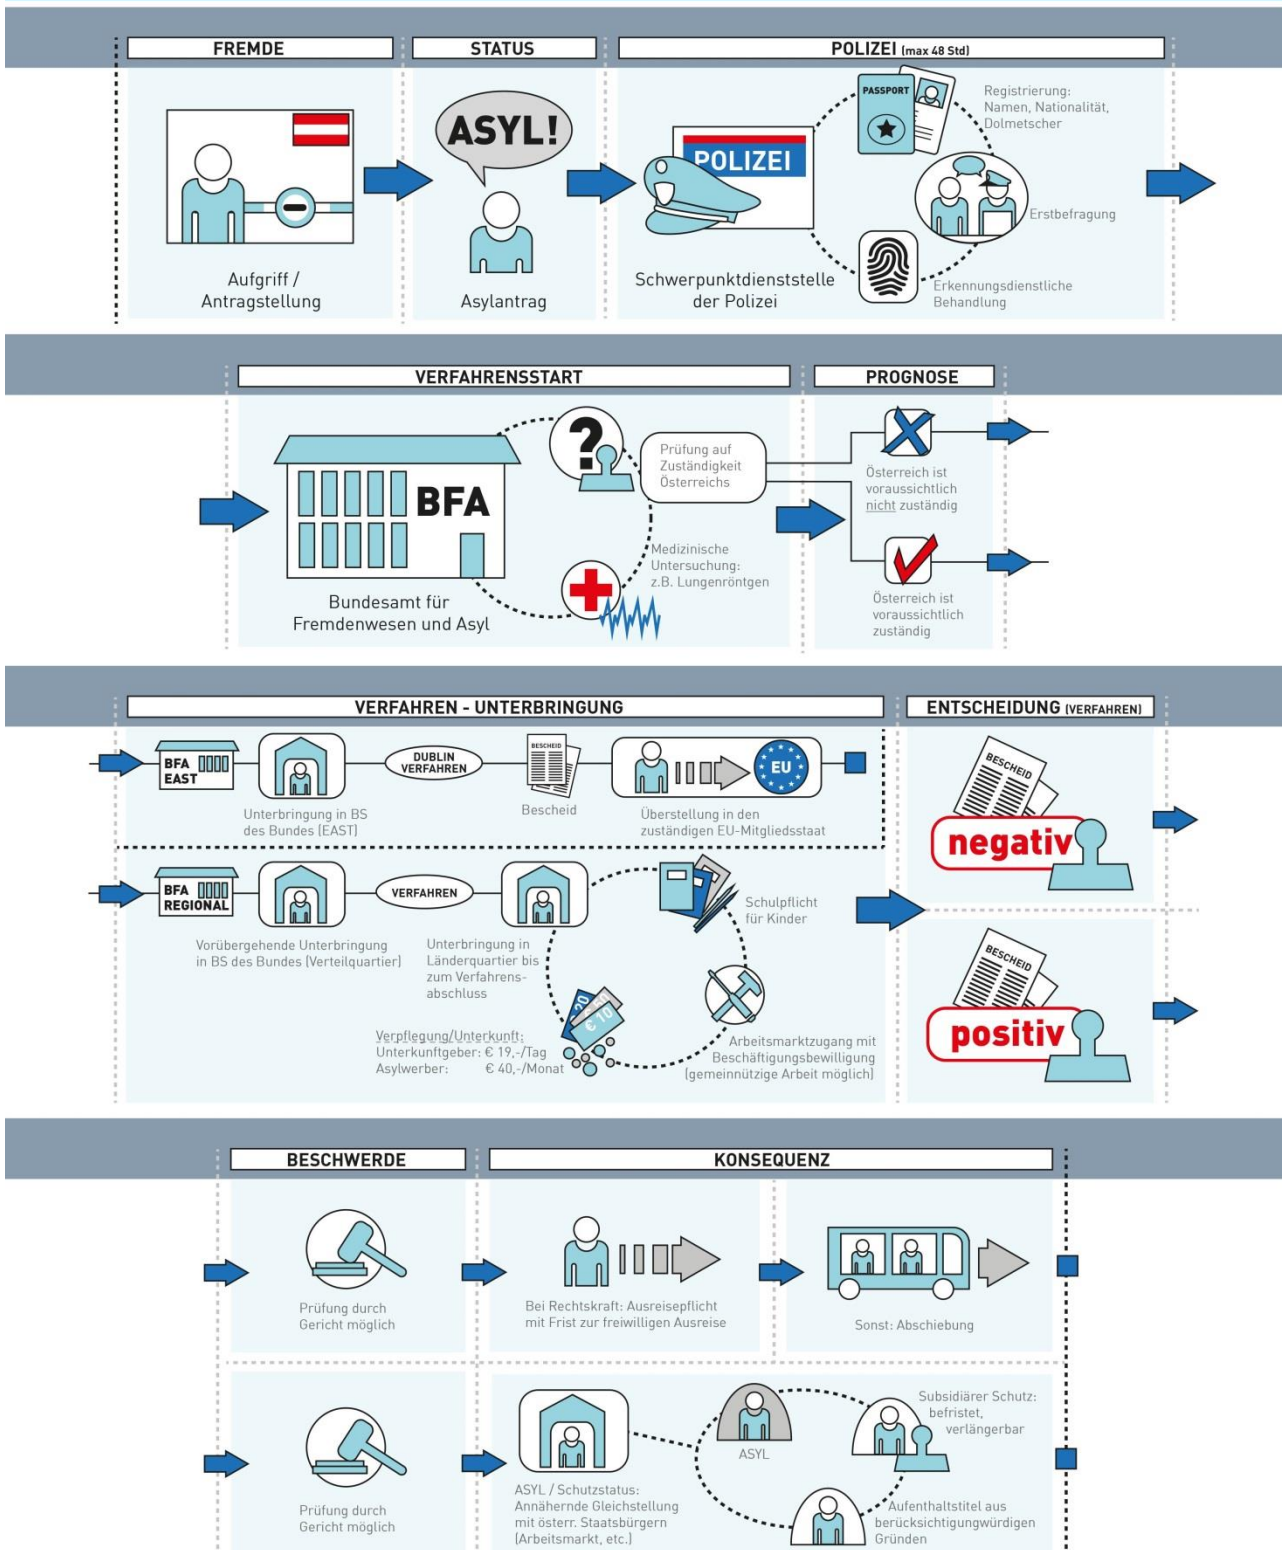 FREMDE
STATUS
POLIZEI (max 48 Std)
ASYL!
POLIZEI
PASSPORT
Registrierung:
Namen, Nationalität,
Dolmetscher
Erstbefragung
Erkennungsdienstliche
Behandlung
Aufgriff /
Antragstellung
Asylantrag
Schwerpunktdienststelle
der Polizei
VERFAHRENSSTART
PROGNOSE
BFA
?
Prüfung auf
Zuständigkeit
Österreichs
Medizinische
Untersuchung:
z.B. Lungenröntgen
Bundesamt für
Fremdenwesen und Asyl
Österreich ist
voraussichtlich
nicht zuständig
Österreich ist
voraussichtlich
zuständig
VERFAHREN - UNTERBRINGUNG
ENTSCHEIDUNG (VERFAHREN)
BFA
EAST
Unterbringung in BS
des Bundes (EAST)
DUBLIN
VERFAHREN
BESCHEID
Bescheid
EU
Überstellung in den
zuständigen EU-Mitgliedsstaat
BFA
REGIONAL
Vorübergehende Unterbringung
in BS des Bundes (Verteilquartier)
VERFAHREN
Unterbringung in
Länderquartier bis
zum Verfahrens-
abschluss
Schulpflicht
für Kinder
20
50
€ 10
Verpflegung/Unterkunft:
Unterkunftgeber: € 19,-/Tag
Asylwerber: € 40,-/Monat
Arbeitsmarktzugang mit
Beschäftigungsbewilligung
(gemeinnützige Arbeit möglich)
BESCHEID
negativ
BESCHEID
positiv
BESCHWERDE
KONSEQUENZ
Prüfung durch
Gericht möglich
Bei Rechtskraft: Ausreisepflicht
mit Frist zur freiwilligen Ausreise
Sonst: Abschiebung
Prüfung durch
Gericht möglich
ASYL / Schutzstatus:
Annähernde Gleichstellung
mit österr. Staatsbürgern
(Arbeitsmarkt, etc.)
ASYL
Subsidiärer Schutz:
befristet,
verlängerbar
Aufenthaltstitel aus
berücksichtigungwürdigen
Gründen